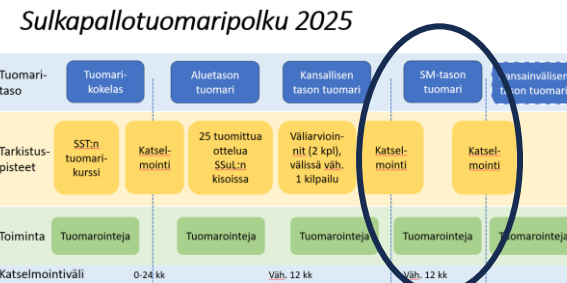 Sulkapallotuomaripolku 2025
Tuomari-
taso
Tuomari-
kokelas
Aluetason
tuomari
Kansallisen
tason tuomari
SM-tason
tuomari
ansainvälisen
tason tuomari
Tarkistus-
pisteet
SST:n
tuomari-
kurssi
Katsel-
mointi
25 tuomittua
ottelua
SSuL:n
kisoissa
Väliarvioin-
nit (2 kpl),
välissä väh.
1 kilpailu
Katsel-
mointi
Katsel-
mointi
Toiminta
Tuomarointeja
Tuomarointeja
Tuomarointeja
Tuomarointeja
Tuomarointeja
Katselmointiväli
0-24 kk
Väh. 12 kk
Väh. 12 kk